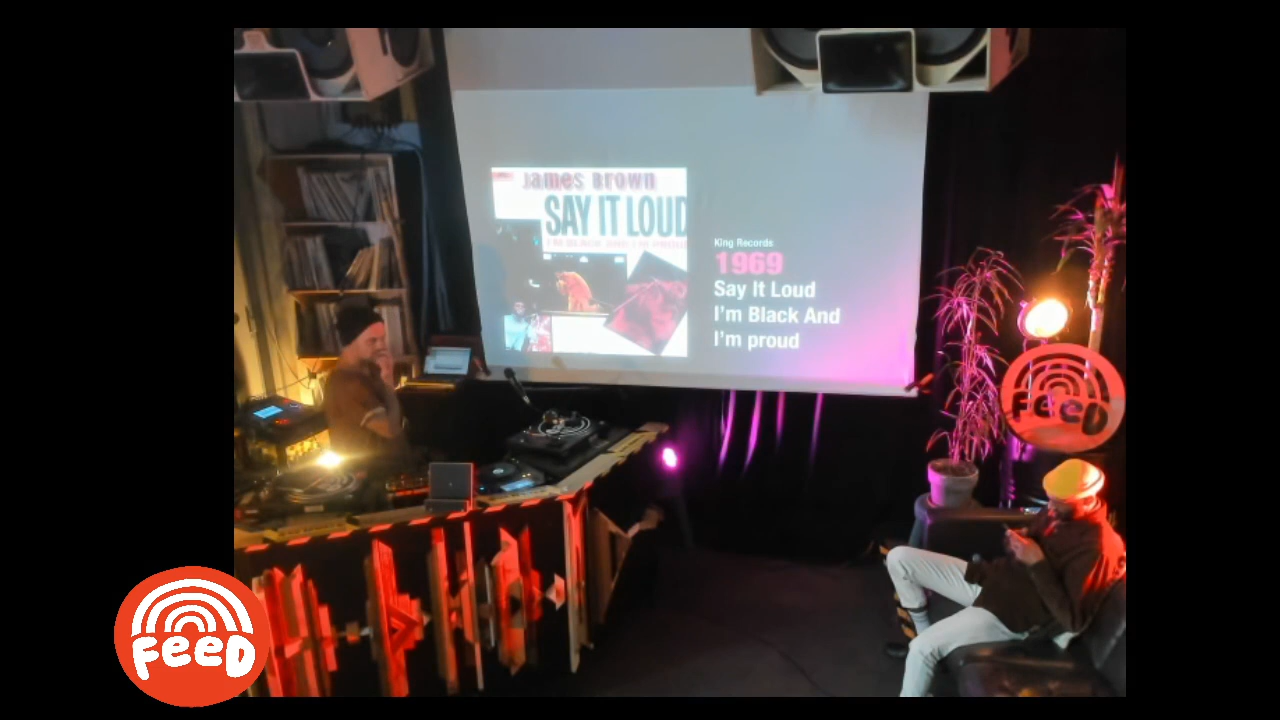 James Brown
SAY IT LOUD
King Records
1969
Say It Loud
I'm Black And
I'm proud
FEED
FEED